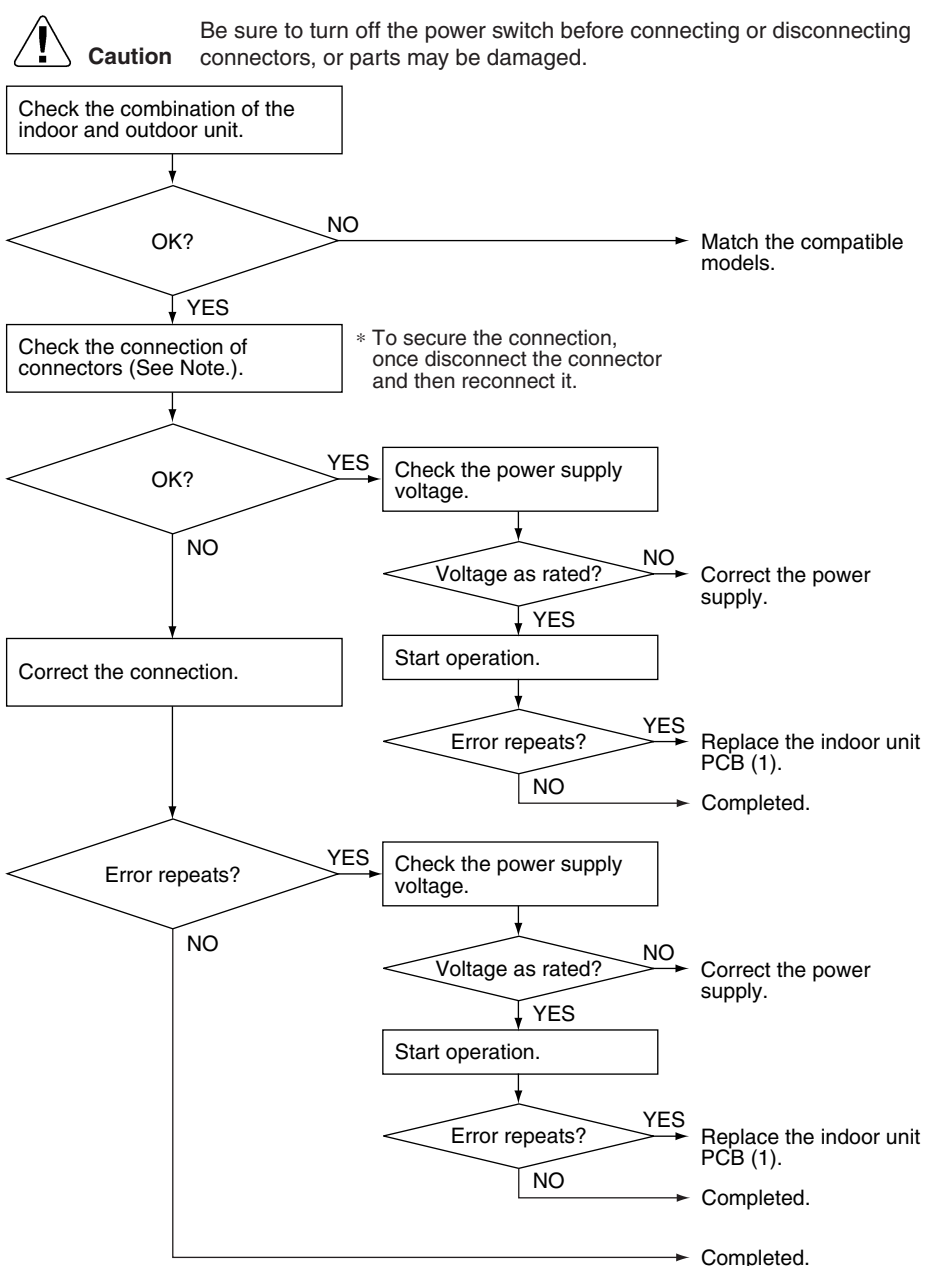 Be sure to turn off the power switch before connecting or disconnecting
Caution connectors, or parts may be damaged.
Check the combination of the
indoor and outdoor unit.
OK?
NO
Match the compatible
models.
YES
Check the connection of
connectors (See Note.).
* To secure the connection,
once disconnect the connector
and then reconnect it.
OK?
YES
Check the power supply
voltage.
NO
Voltage as rated?
NO
Correct the power
supply.
YES
Correct the connection.
Start operation.
Error repeats?
YES
Replace the indoor unit
PCB (1).
NO
Completed.
Error repeats?
YES
Check the power supply
voltage.
NO
Voltage as rated?
NO
Correct the power
supply.
YES
Start operation.
Error repeats?
YES
Replace the indoor unit
PCB (1).
NO
Completed.
Completed.